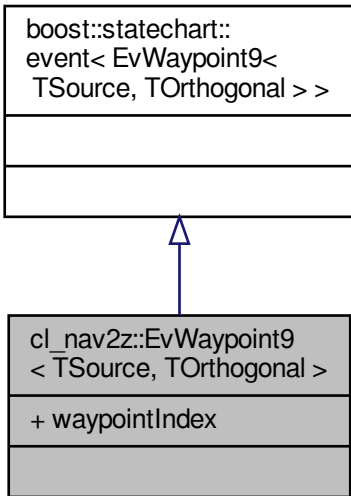 boost::statechart::
event< EvWaypoint9<
TSource, TOrthogonal > >
cl_nav2z::EvWaypoint9
< TSource, TOrthogonal >
+ waypointIndex